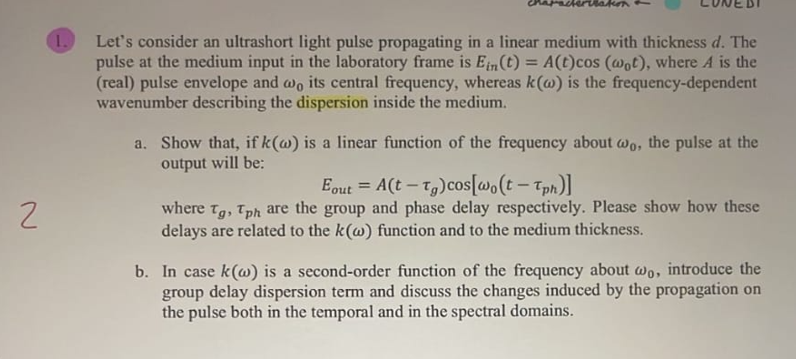 characterization ←
LUNEDI
1. Let's consider an ultrashort light pulse propagating in a linear medium with thickness d. The
pulse at the medium input in the laboratory frame is E_in(t) = A(t)cos (ω₀t), where A is the
(real) pulse envelope and ω₀ its central frequency, whereas k(ω) is the frequency-dependent
wavenumber describing the dispersion inside the medium.
a. Show that, if k(ω) is a linear function of the frequency about ω₀, the pulse at the
output will be:
E_out = A(t − τ_g)cos[ω₀(t − τ_ph)]
2
where τ_g, τ_ph are the group and phase delay respectively. Please show how these
delays are related to the k(ω) function and to the medium thickness.
b. In case k(ω) is a second-order function of the frequency about ω₀, introduce the
group delay dispersion term and discuss the changes induced by the propagation on
the pulse both in the temporal and in the spectral domains.